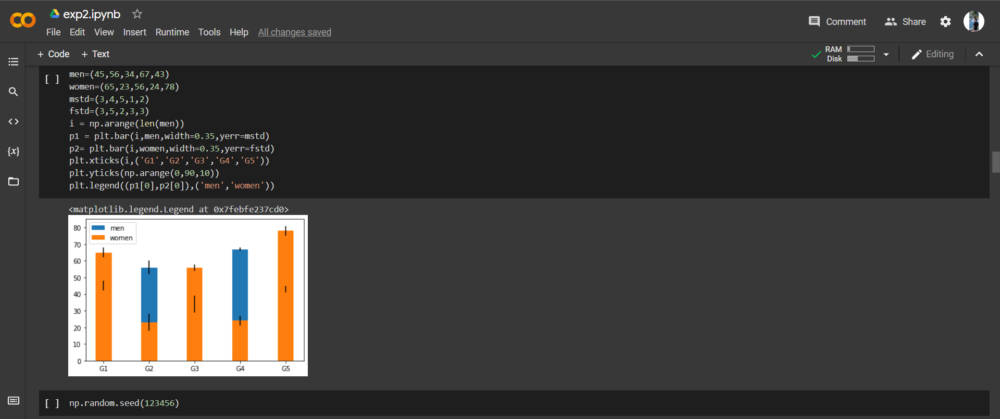 exp2.ipynb
File Edit View Insert Runtime Tools Help All changes saved
Comment Share
+ Code + Text
RAM
Disk
Editing
[ ]
men=(45,56,34,67,43)
women=(65,23,56,24,78)
mstd=(3,4,5,1,2)
fstd=(3,5,2,3,3)
i = np.arange(len(men))
p1 = plt.bar(i,men,width=0.35,yerr=mstd)
p2= plt.bar(i,women,width=0.35,yerr=fstd)
plt.xticks(i,('G1','G2','G3','G4','G5'))
plt.yticks(np.arange(0,90,10))
plt.legend((p1[0],p2[0]),('men','women'))
<matplotlib.legend.Legend at 0x7febfe237cd0>
men
women
80
70
60
50
40
30
20
10
0
G1 G2 G3 G4 G5
[ ] np.random.seed(123456)
{x}